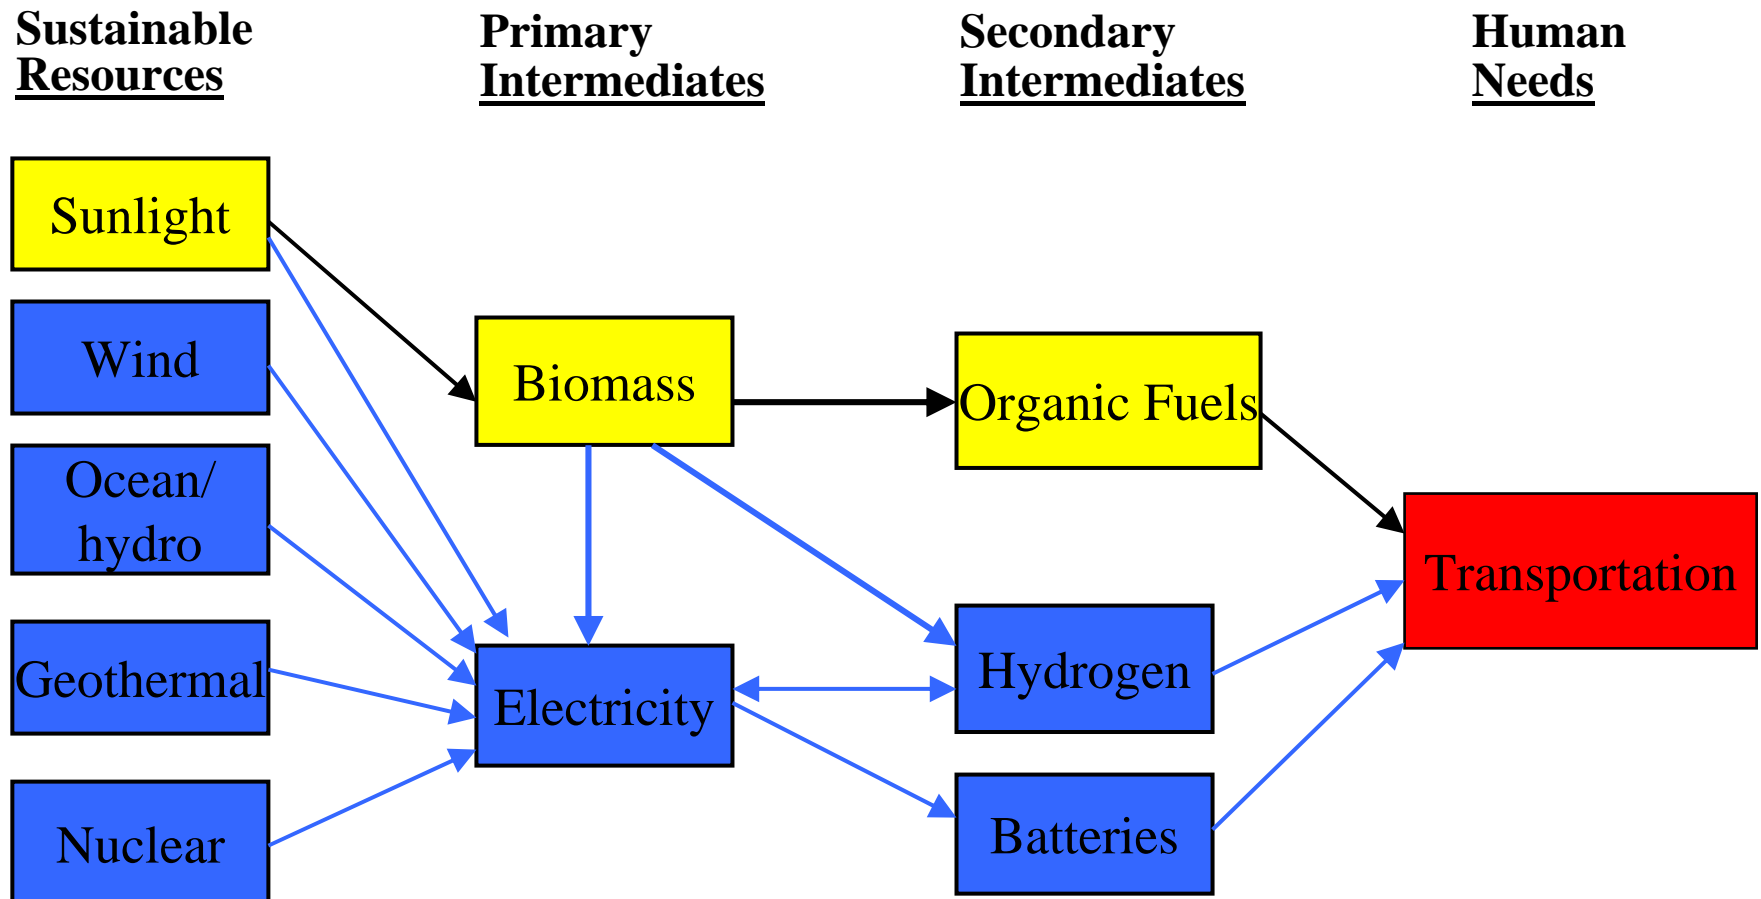 Sustainable
Resources
Primary
Intermediates
Secondary
Intermediates
Human
Needs
Sunlight
Wind
Ocean/
hydro
Geothermal
Nuclear
Biomass
Electricity
Organic Fuels
Hydrogen
Batteries
Transportation